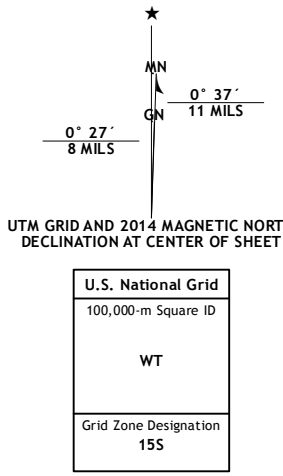 ★
MN
0° 37´
GN
11 MILS
0° 27´
8 MILS
UTM GRID AND 2014 MAGNETIC NORT
DECLINATION AT CENTER OF SHEET
U.S. National Grid
100,000-m Square ID
WT
Grid Zone Designation
15S